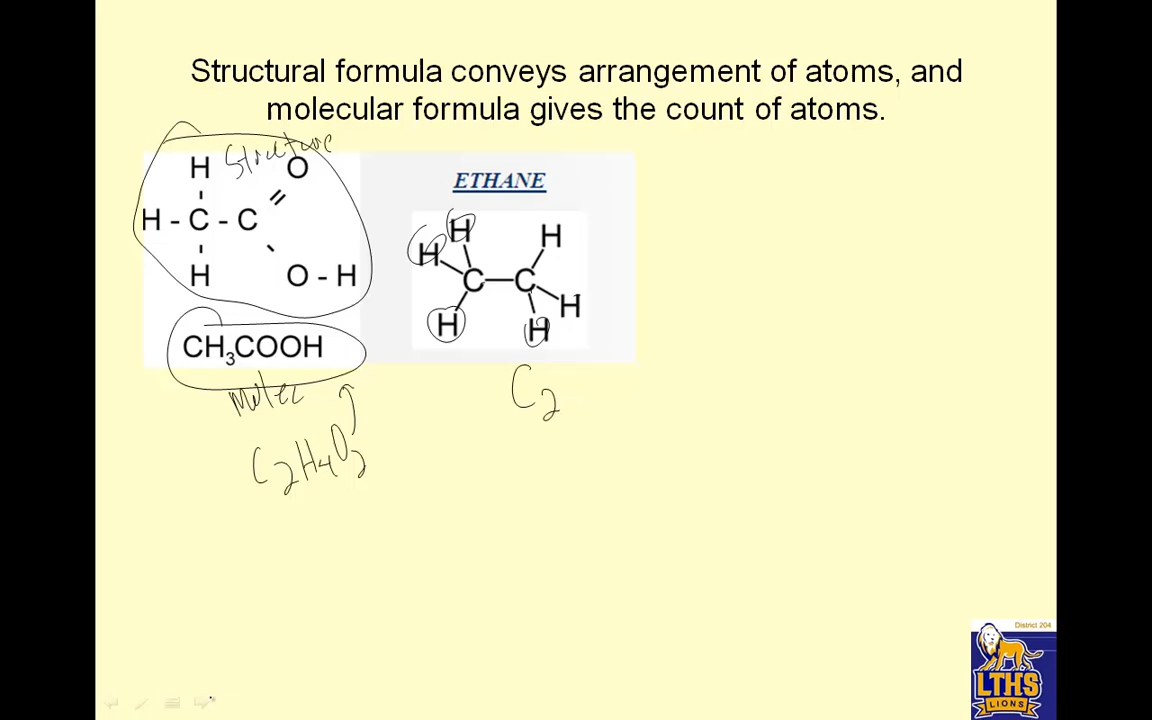 Structural formula conveys arrangement of atoms, and
molecular formula gives the count of atoms.
Structure
H O
H - C - C
H O - H
CH₃COOH
molec
C₂H₄O₂
ETHANE
H H
H
C C
H
H H
C₂
District 204
LTHS
LIONS